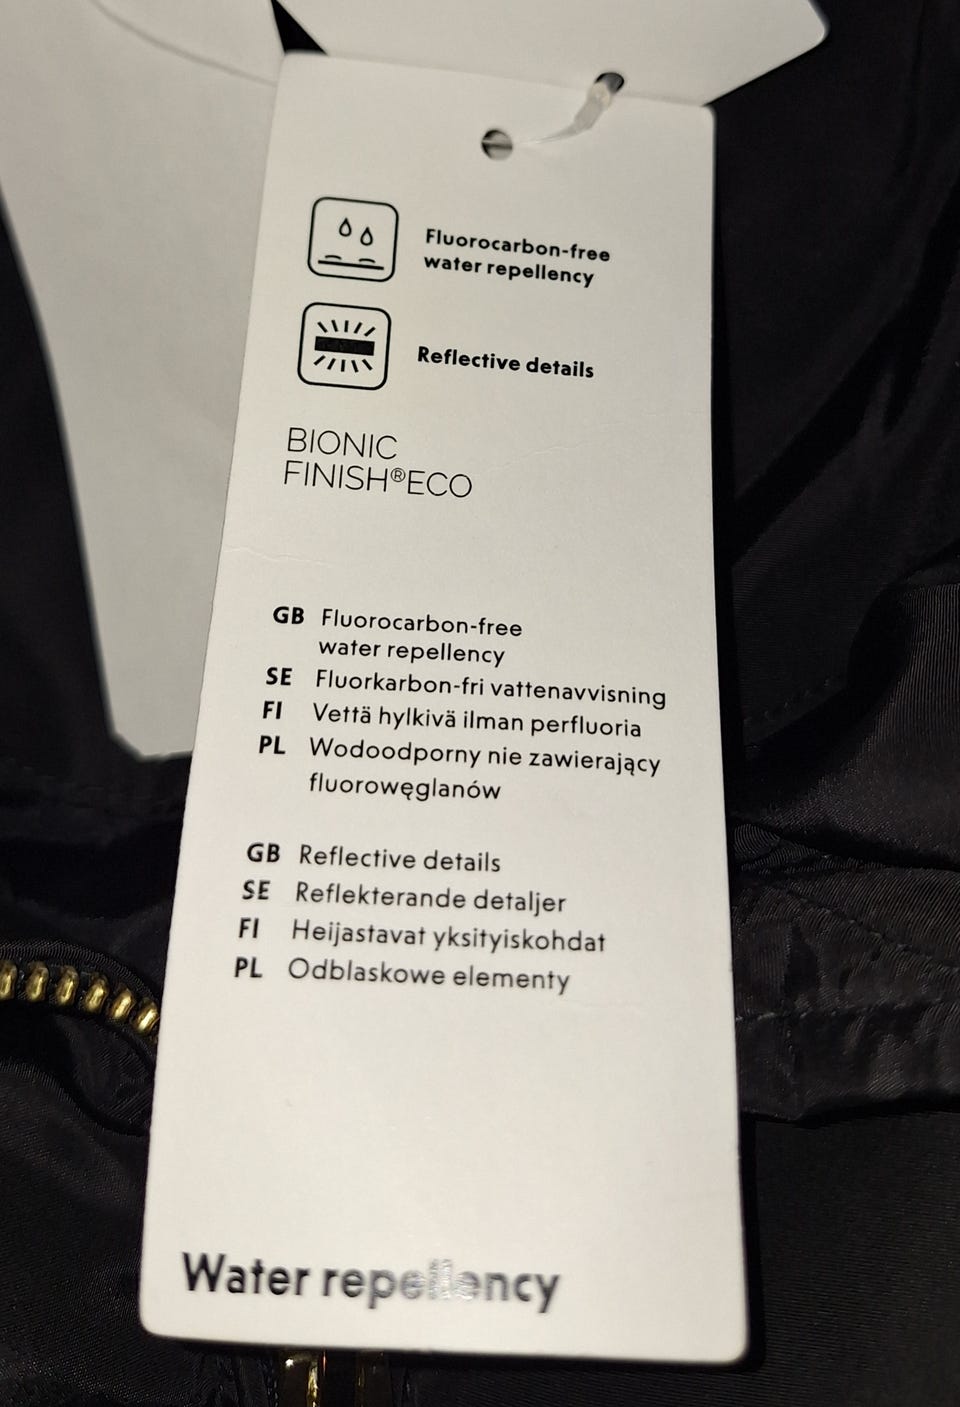 Fluorocarbon-free
water repellency
Reflective details
BIONIC
FINISH®ECO
GB Fluorocarbon-free
water repellency
SE Fluorkarbon-fri vattenavvisning
FI Vettä hylkivä ilman perfluoria
PL Wodoodporny nie zawierający
fluorowęglanów
GB Reflective details
SE Reflekterande detaljer
FI Heijastavat yksityiskohdat
PL Odblaskowe elementy
Water repellency